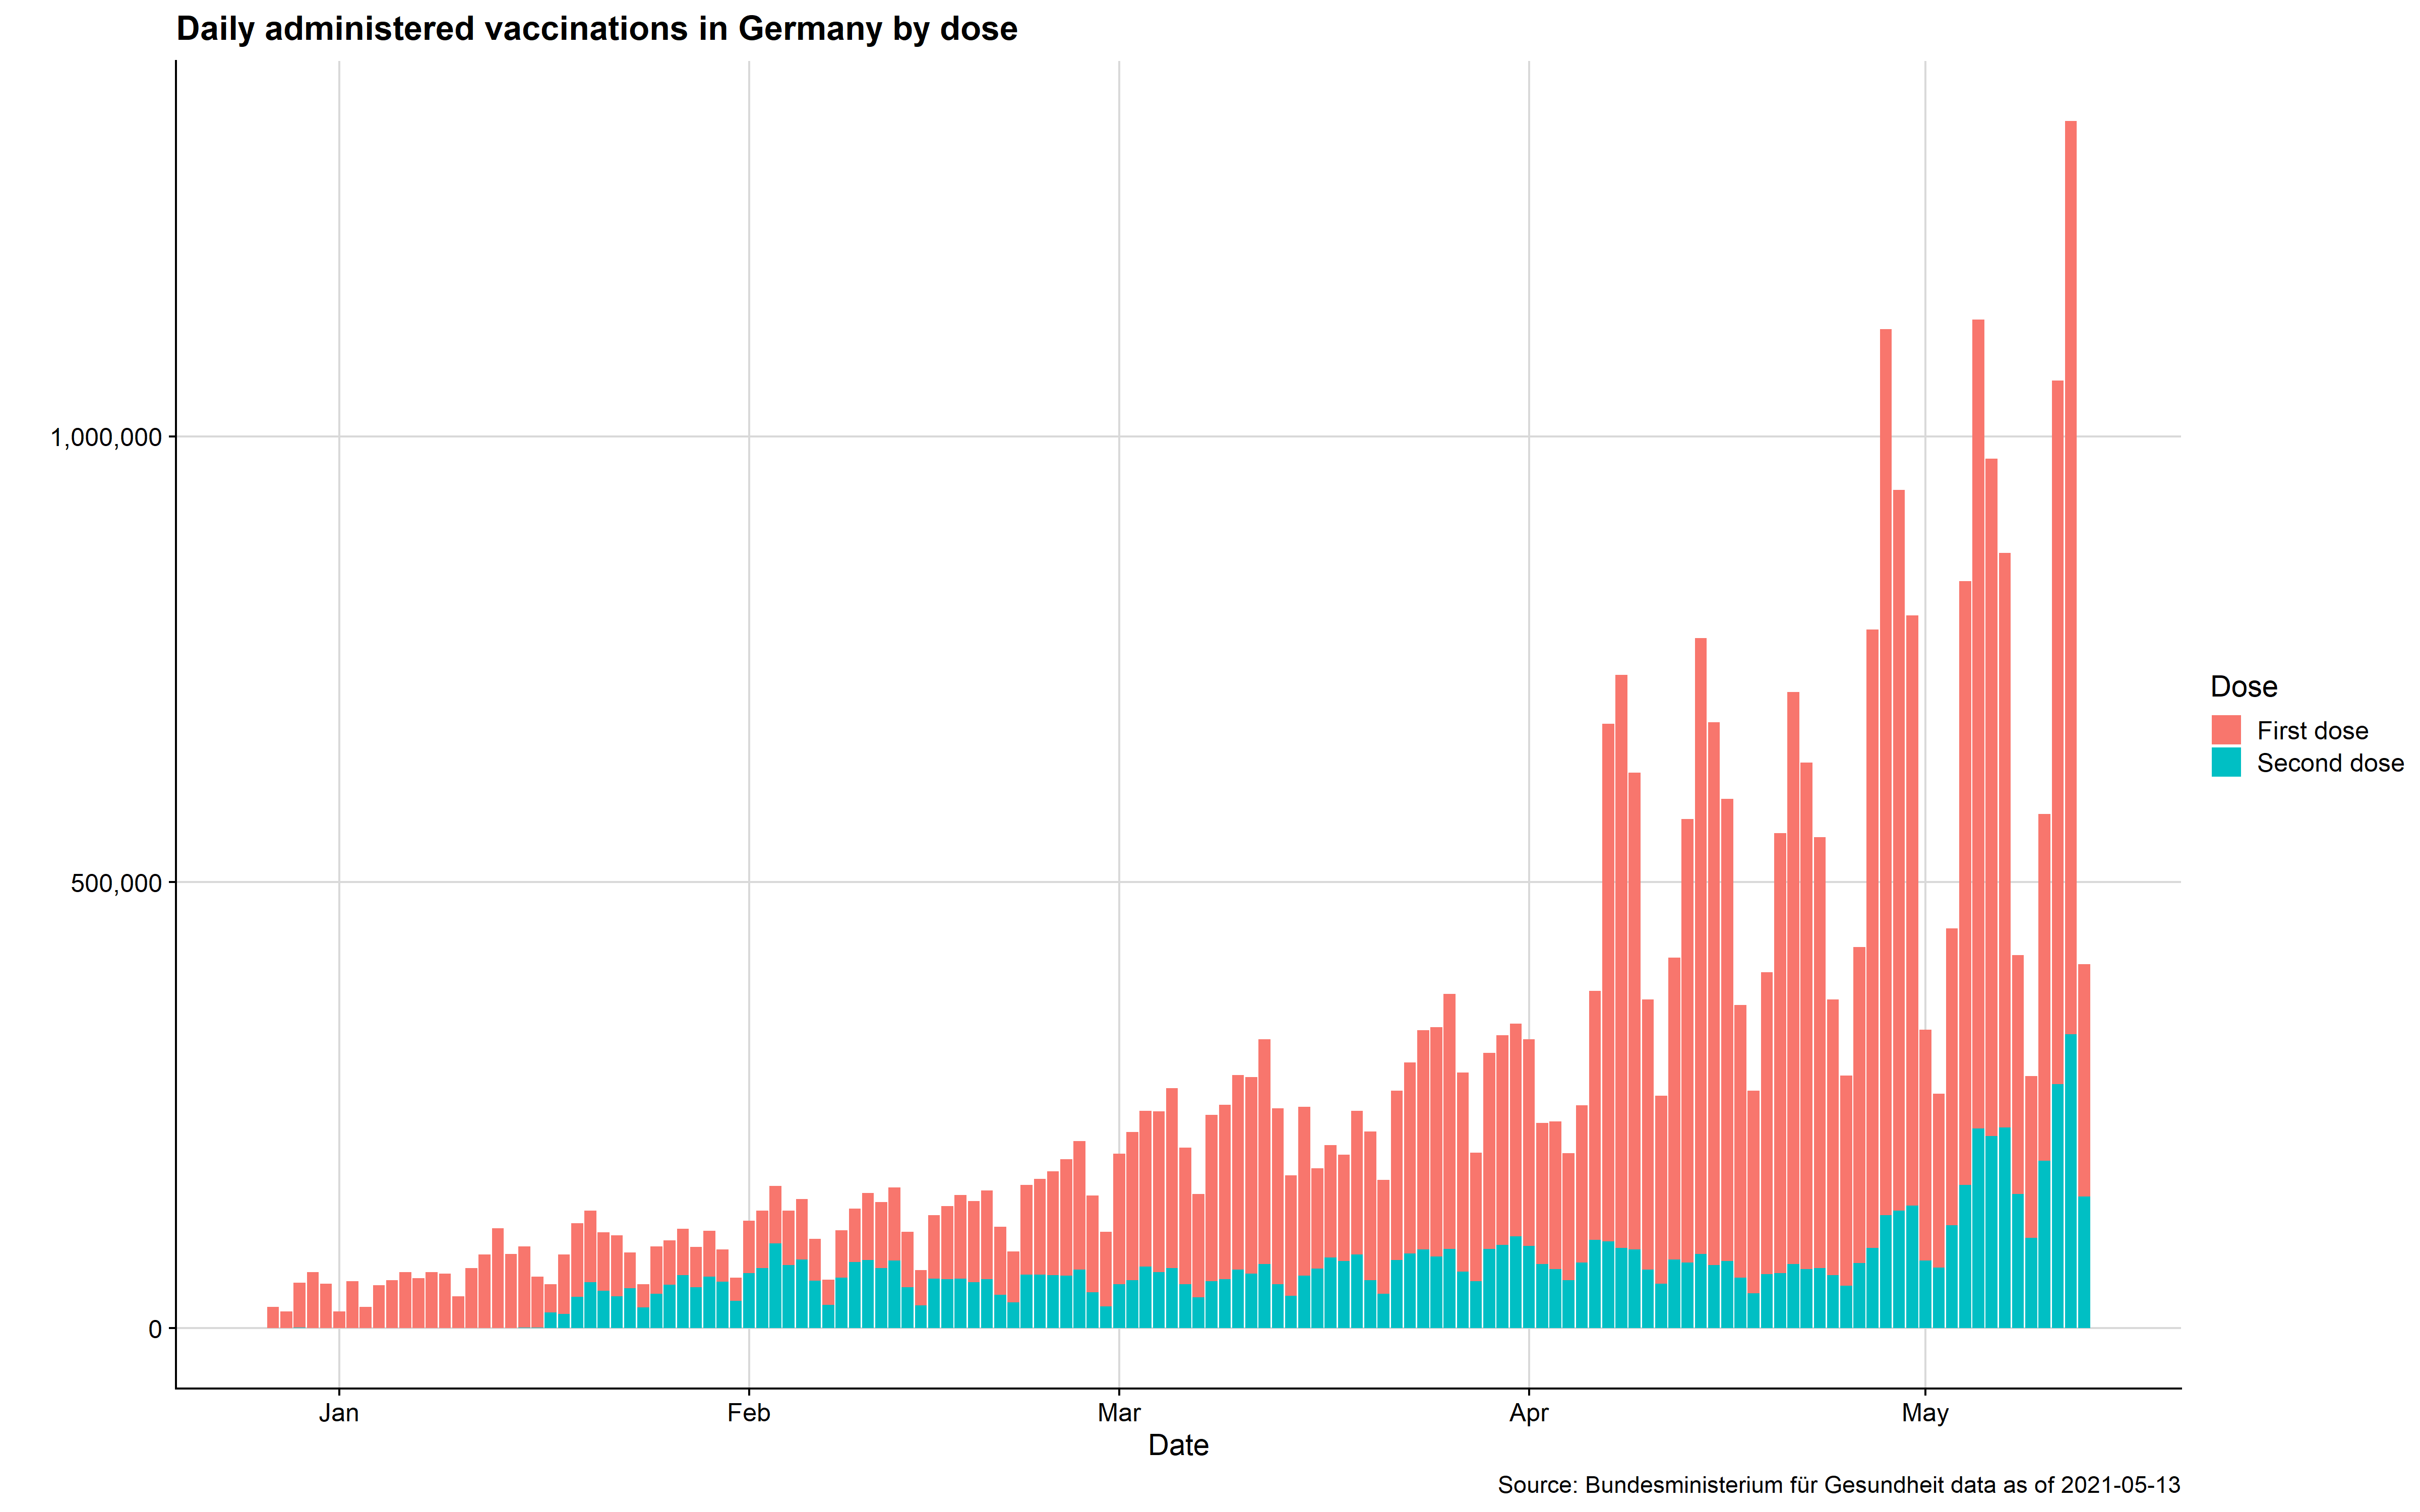 Daily administered vaccinations in Germany by dose
1,000,000
500,000
0
Jan Feb Mar Apr May
Date
Dose
First dose
Second dose
Source: Bundesministerium für Gesundheit data as of 2021-05-13